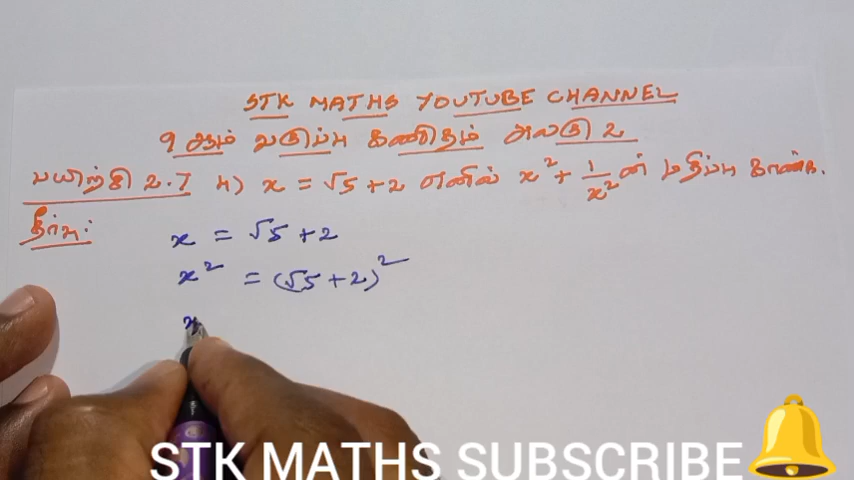 STK MATHS YOUTUBE CHANNEL
9 ஆம் வகுப்பு கணிதம் அலகு 2
பயிற்சி 2.7 4) x = √5 + 2 எனில் x² + 1/x² ன் மதிப்பு காண்க.
தீர்வு:
x = √5 + 2
x² = (√5 + 2)²
x
STK MATHS SUBSCRIBE